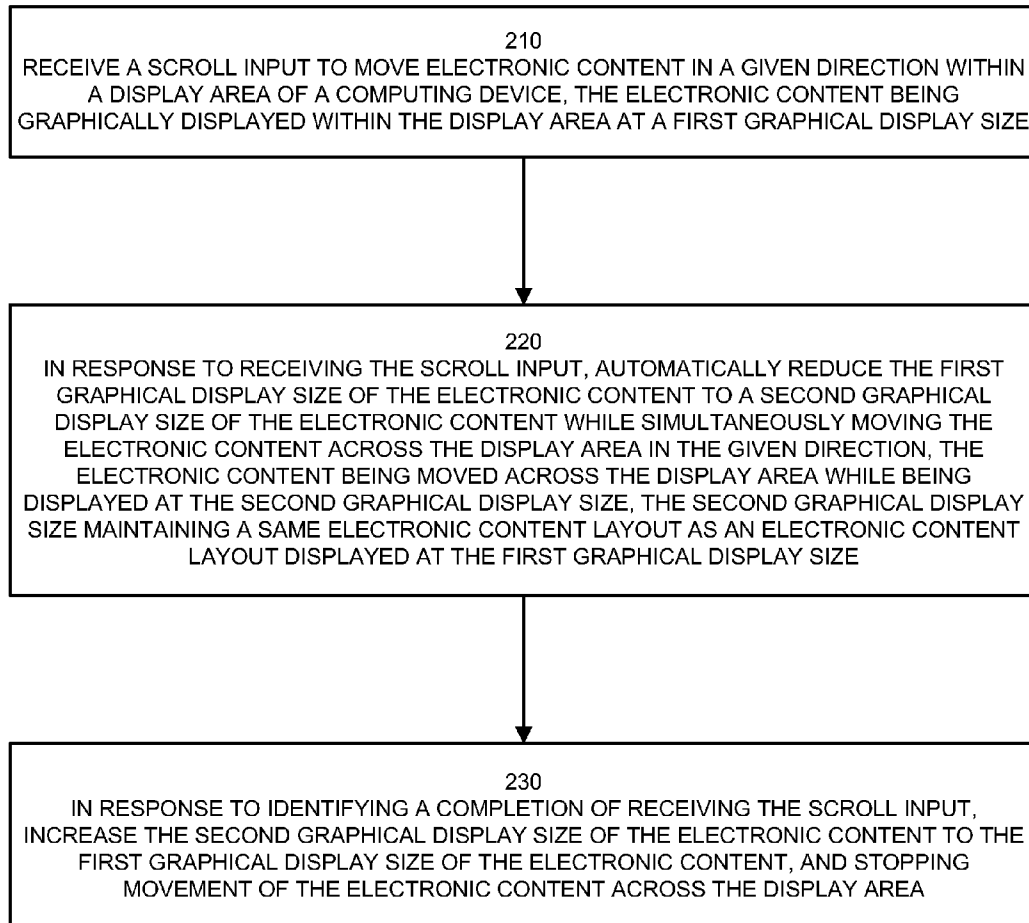 210
RECEIVE A SCROLL INPUT TO MOVE ELECTRONIC CONTENT IN A GIVEN DIRECTION WITHIN
A DISPLAY AREA OF A COMPUTING DEVICE, THE ELECTRONIC CONTENT BEING
GRAPHICALLY DISPLAYED WITHIN THE DISPLAY AREA AT A FIRST GRAPHICAL DISPLAY SIZE
220
IN RESPONSE TO RECEIVING THE SCROLL INPUT, AUTOMATICALLY REDUCE THE FIRST
GRAPHICAL DISPLAY SIZE OF THE ELECTRONIC CONTENT TO A SECOND GRAPHICAL
DISPLAY SIZE OF THE ELECTRONIC CONTENT WHILE SIMULTANEOUSLY MOVING THE
ELECTRONIC CONTENT ACROSS THE DISPLAY AREA IN THE GIVEN DIRECTION, THE
ELECTRONIC CONTENT BEING MOVED ACROSS THE DISPLAY AREA WHILE BEING
DISPLAYED AT THE SECOND GRAPHICAL DISPLAY SIZE, THE SECOND GRAPHICAL DISPLAY
SIZE MAINTAINING A SAME ELECTRONIC CONTENT LAYOUT AS AN ELECTRONIC CONTENT
LAYOUT DISPLAYED AT THE FIRST GRAPHICAL DISPLAY SIZE
230
IN RESPONSE TO IDENTIFYING A COMPLETION OF RECEIVING THE SCROLL INPUT,
INCREASE THE SECOND GRAPHICAL DISPLAY SIZE OF THE ELECTRONIC CONTENT TO THE
FIRST GRAPHICAL DISPLAY SIZE OF THE ELECTRONIC CONTENT, AND STOPPING
MOVEMENT OF THE ELECTRONIC CONTENT ACROSS THE DISPLAY AREA